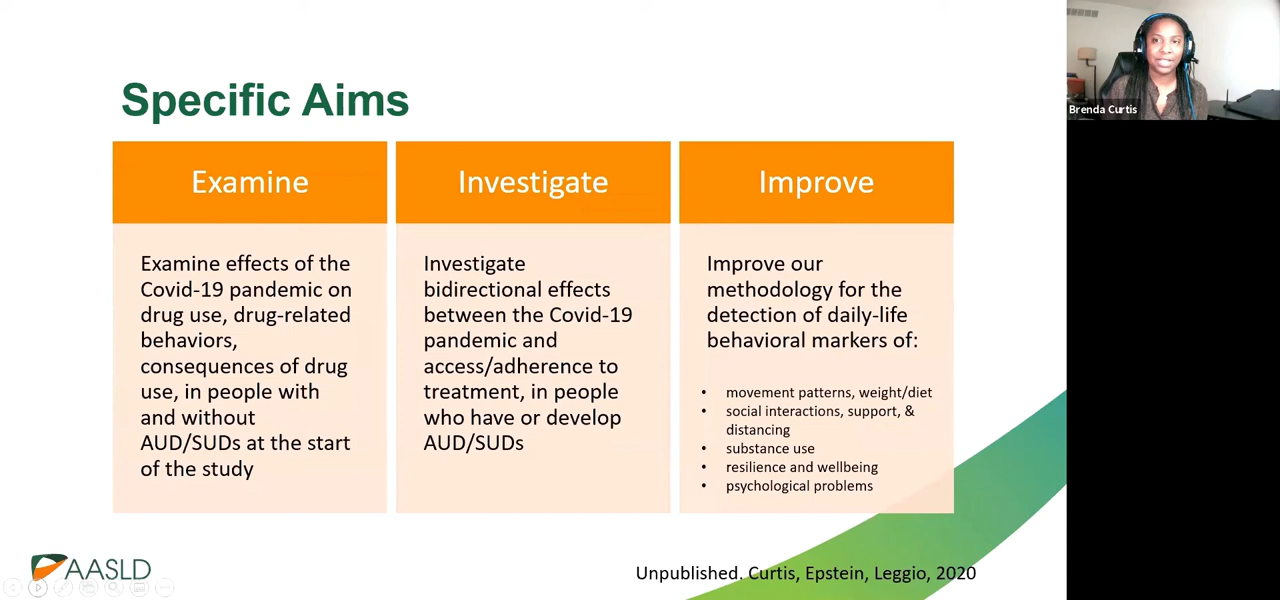 Specific Aims
Examine
Examine effects of the
Covid-19 pandemic on
drug use, drug-related
behaviors,
consequences of drug
use, in people with
and without
AUD/SUDs at the start
of the study
Investigate
Investigate
bidirectional effects
between the Covid-19
pandemic and
access/adherence to
treatment, in people
who have or develop
AUD/SUDs
Improve
Improve our
methodology for the
detection of daily-life
behavioral markers of:
• movement patterns, weight/diet
• social interactions, support, &
distancing
• substance use
• resilience and wellbeing
• psychological problems
AASLD
Unpublished. Curtis, Epstein, Leggio, 2020
Brenda Curtis